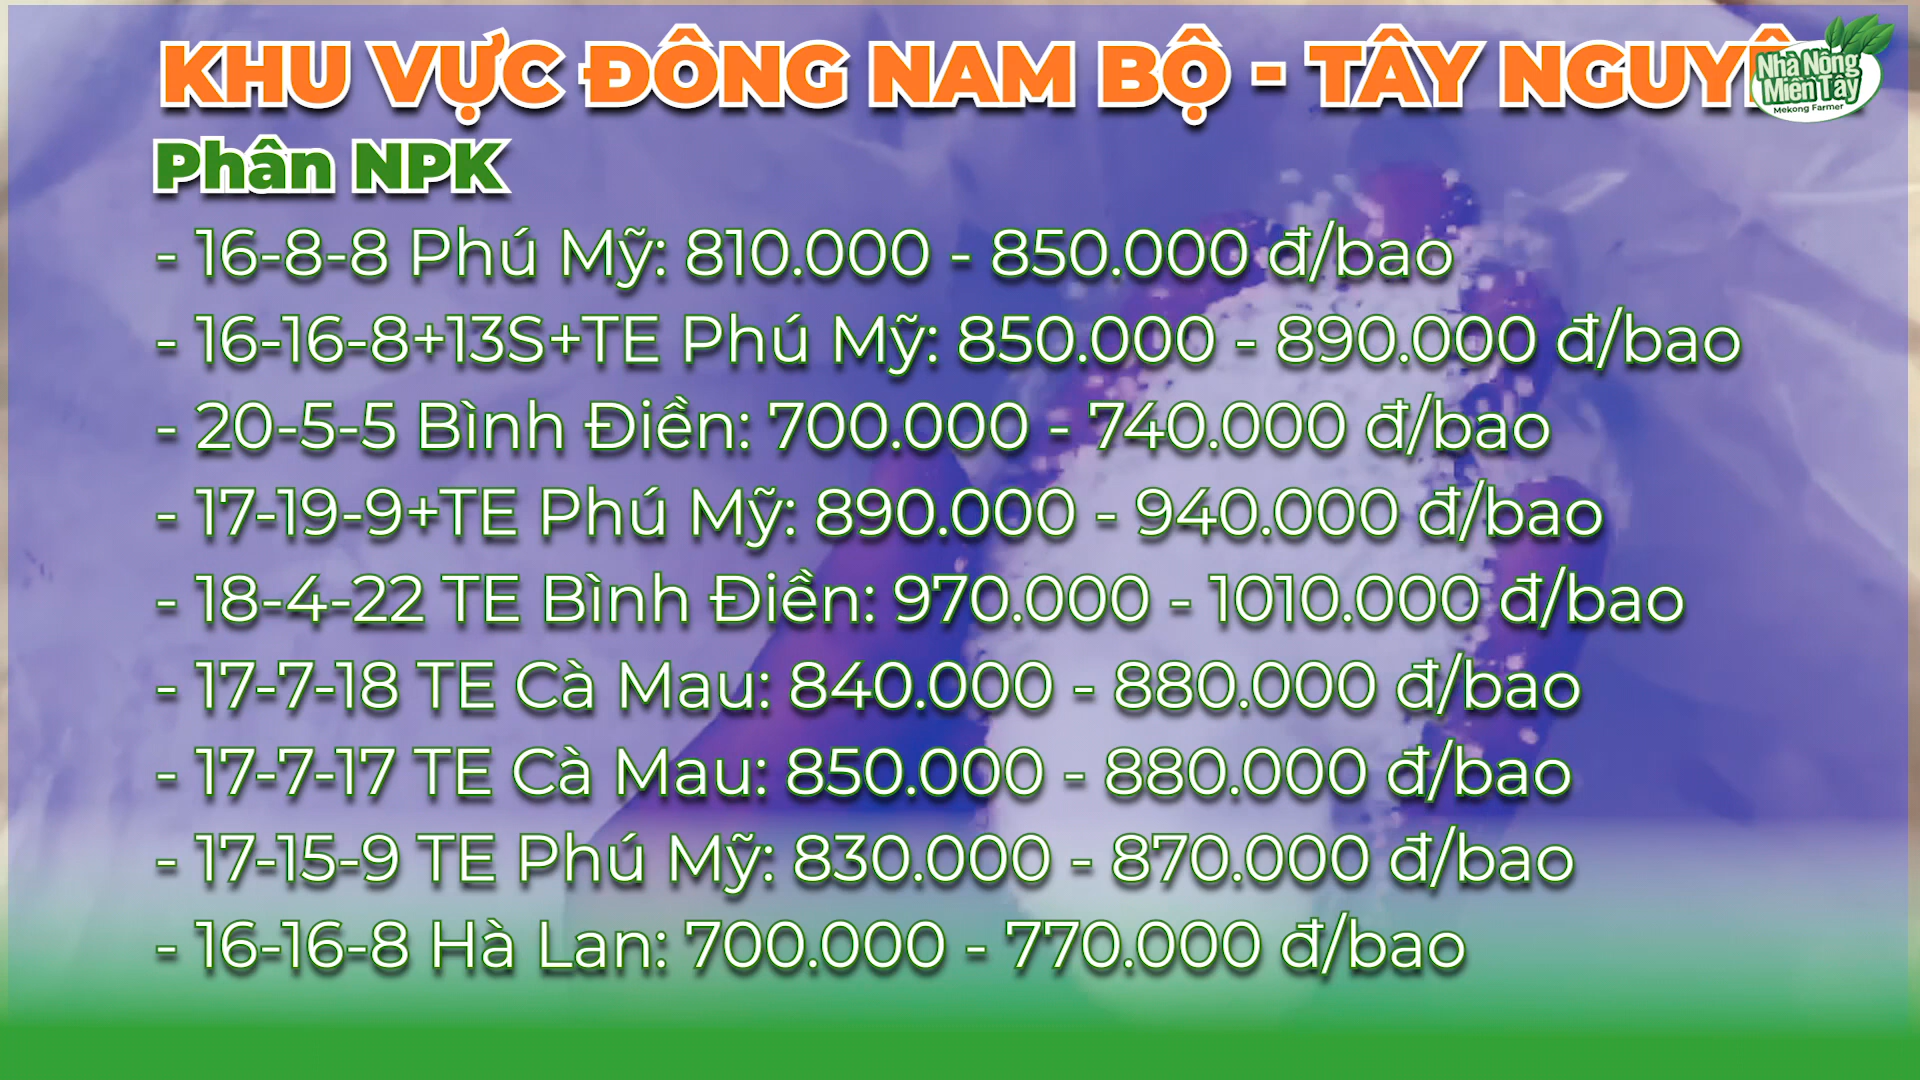 KHU VỰC ĐÔNG NAM BỘ - TÂY NGUYÊ
Nhà Nông
Miền Tây
Mekong Farmer
Phân NPK
- 16-8-8 Phú Mỹ: 810.000 - 850.000 đ/bao
- 16-16-8+13S+TE Phú Mỹ: 850.000 - 890.000 đ/bao
- 20-5-5 Bình Điền: 700.000 - 740.000 đ/bao
- 17-19-9+TE Phú Mỹ: 890.000 - 940.000 đ/bao
- 18-4-22 TE Bình Điền: 970.000 - 1010.000 đ/bao
- 17-7-18 TE Cà Mau: 840.000 - 880.000 đ/bao
- 17-7-17 TE Cà Mau: 850.000 - 880.000 đ/bao
- 17-15-9 TE Phú Mỹ: 830.000 - 870.000 đ/bao
- 16-16-8 Hà Lan: 700.000 - 770.000 đ/bao